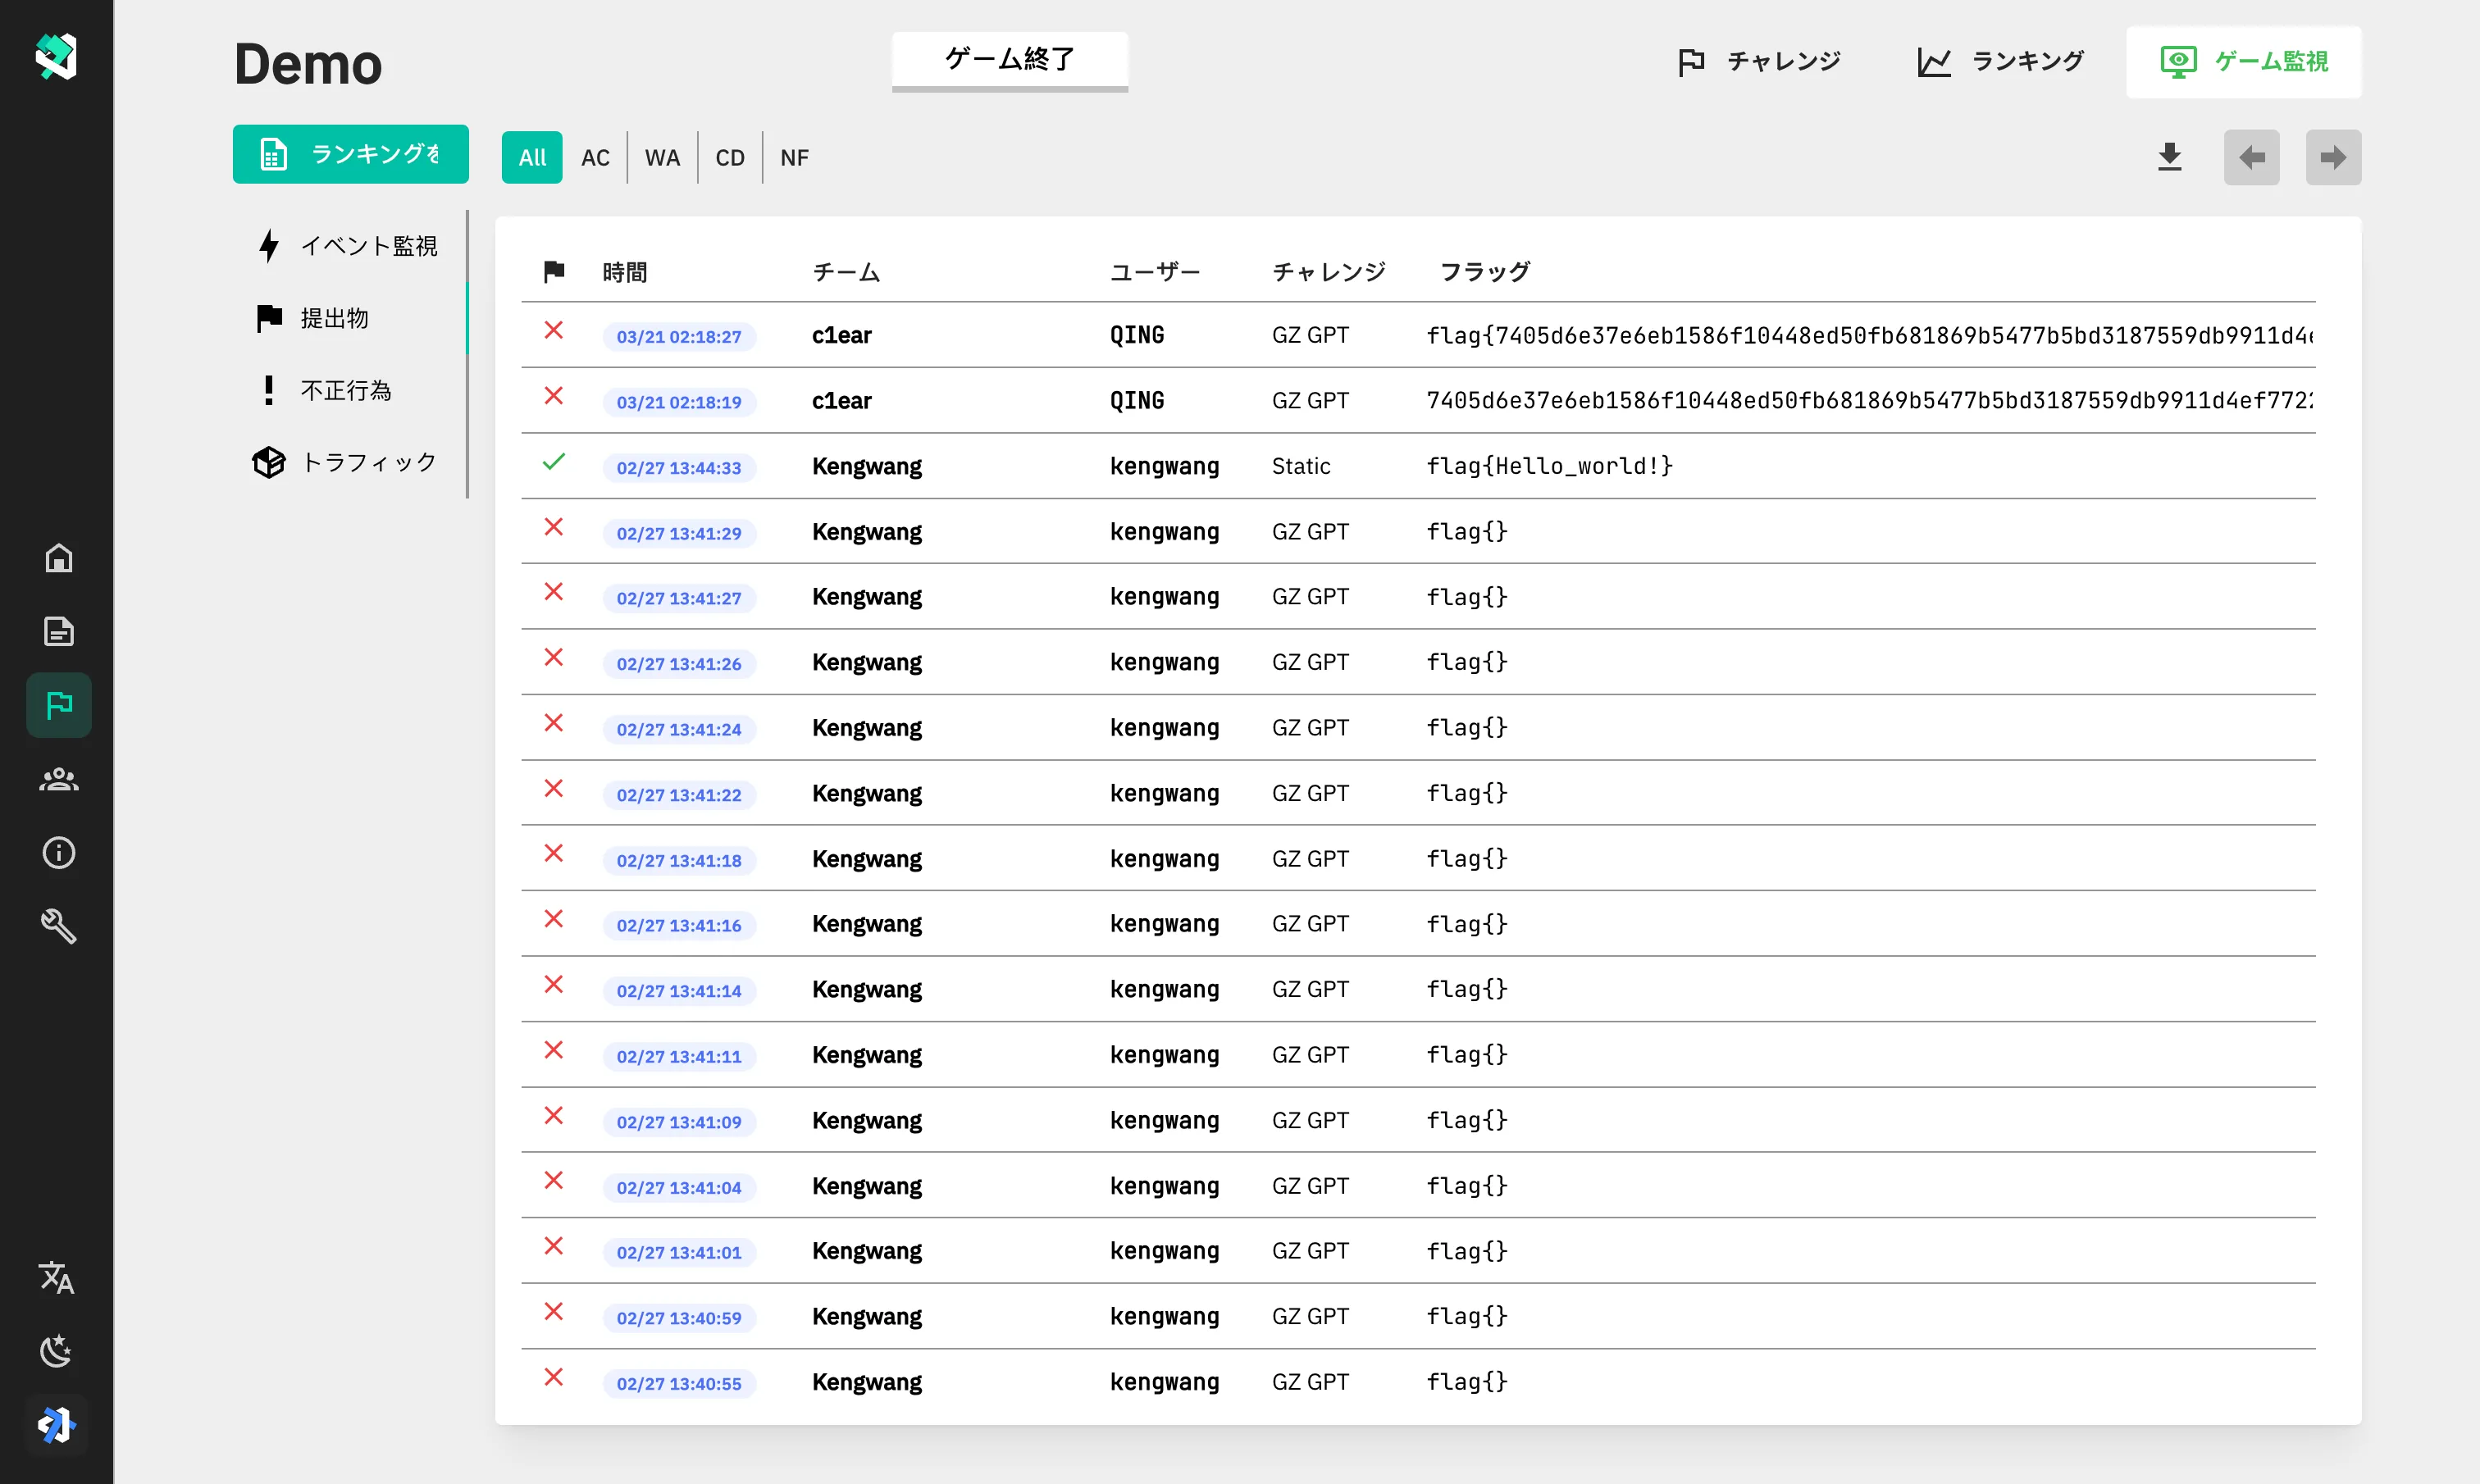 Demo
ゲーム終了
チャレンジ
ランキング
ゲーム監視
ランキングを
All AC WA CD NF
イベント監視
提出物
不正行為
トラフィック
時間 チーム ユーザー チャレンジ フラッグ
03/21 02:18:27 c1ear QING GZ GPT flag{7405d6e37e6eb1586f10448ed50fb681869b5477b5bd3187559db9911d4e
03/21 02:18:19 c1ear QING GZ GPT 7405d6e37e6eb1586f10448ed50fb681869b5477b5bd3187559db9911d4ef7722
02/27 13:44:33 Kengwang kengwang Static flag{Hello_world!}
02/27 13:41:29 Kengwang kengwang GZ GPT flag{}
02/27 13:41:27 Kengwang kengwang GZ GPT flag{}
02/27 13:41:26 Kengwang kengwang GZ GPT flag{}
02/27 13:41:24 Kengwang kengwang GZ GPT flag{}
02/27 13:41:22 Kengwang kengwang GZ GPT flag{}
02/27 13:41:18 Kengwang kengwang GZ GPT flag{}
02/27 13:41:16 Kengwang kengwang GZ GPT flag{}
02/27 13:41:14 Kengwang kengwang GZ GPT flag{}
02/27 13:41:11 Kengwang kengwang GZ GPT flag{}
02/27 13:41:09 Kengwang kengwang GZ GPT flag{}
02/27 13:41:04 Kengwang kengwang GZ GPT flag{}
02/27 13:41:01 Kengwang kengwang GZ GPT flag{}
02/27 13:40:59 Kengwang kengwang GZ GPT flag{}
02/27 13:40:55 Kengwang kengwang GZ GPT flag{}